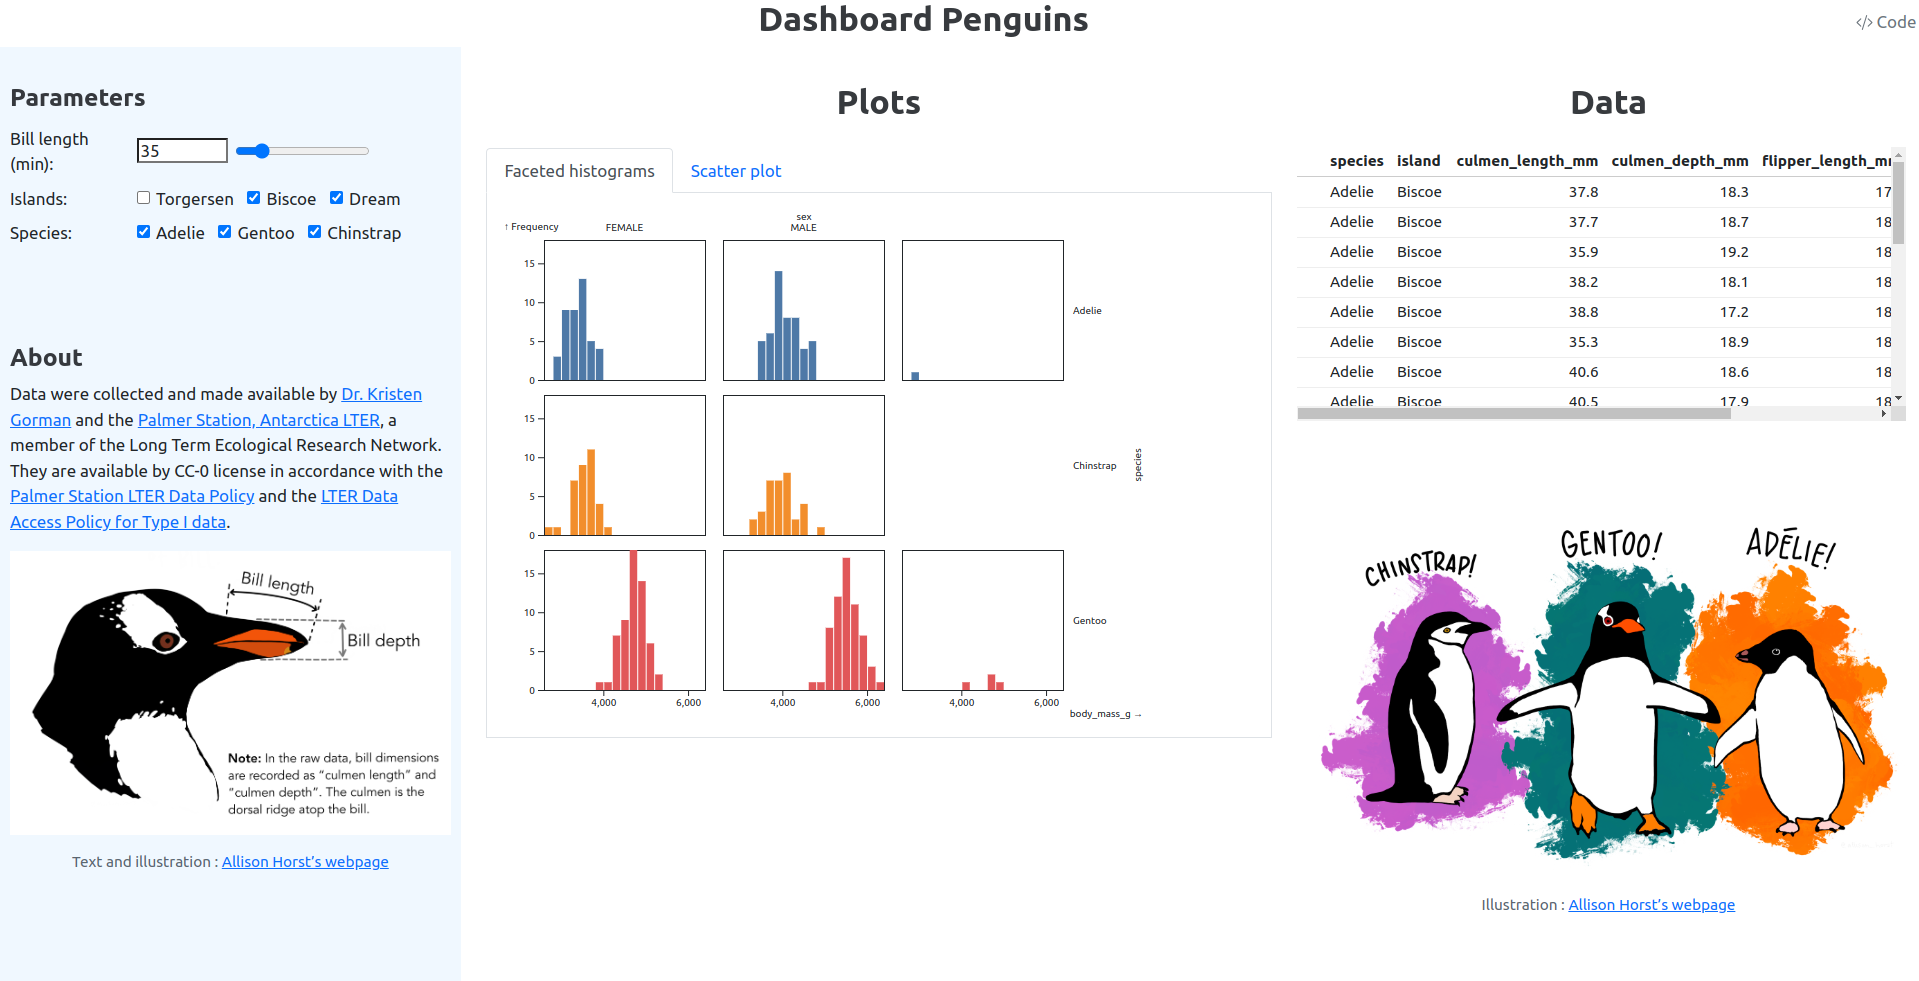 Dashboard Penguins
</> Code
Parameters
Bill length
(min):
35
Islands:
Torgersen
Biscoe
Dream
Species:
Adelie
Gentoo
Chinstrap
About
Data were collected and made available by Dr. Kristen
Gorman and the Palmer Station, Antarctica LTER, a
member of the Long Term Ecological Research Network.
They are available by CC-0 license in accordance with the
Palmer Station LTER Data Policy and the LTER Data
Access Policy for Type I data.
Bill length
Bill depth
Note: In the raw data, bill dimensions
are recorded as “culmen length” and
“culmen depth”. The culmen is the
dorsal ridge atop the bill.
Text and illustration : Allison Horst’s webpage
Plots
Faceted histograms
Scatter plot
sex
↑ Frequency
FEMALE
MALE
15
10
5
0
Adelie
15
10
5
0
Chinstrap
species
15
10
5
0
Gentoo
4,000
6,000
4,000
6,000
4,000
6,000
body_mass_g →
Data
species island culmen_length_mm culmen_depth_mm
Adelie Biscoe 37.8 18.3 17
Adelie Biscoe 37.7 18.7 18
Adelie Biscoe 35.9 19.2 18
Adelie Biscoe 38.2 18.1 18
Adelie Biscoe 38.8 17.2 18
Adelie Biscoe 35.3 18.9 18
Adelie Biscoe 40.6 18.6 18
Adelie Biscoe 40.5 17.9 18
CHINSTRAP!
GENTOO!
ADĒLIE!
Illustration : Allison Horst’s webpage